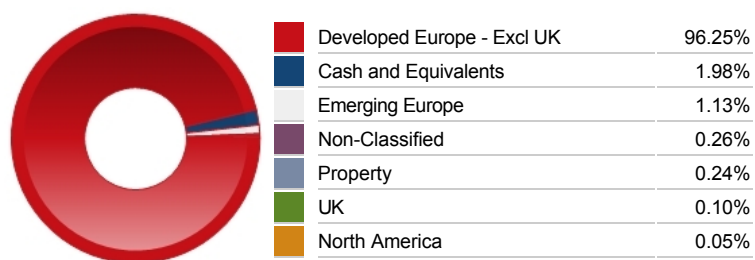 Developed Europe - Excl UK 96.25%
Cash and Equivalents 1.98%
Emerging Europe 1.13%
Non-Classified 0.26%
Property 0.24%
UK 0.10%
North America 0.05%